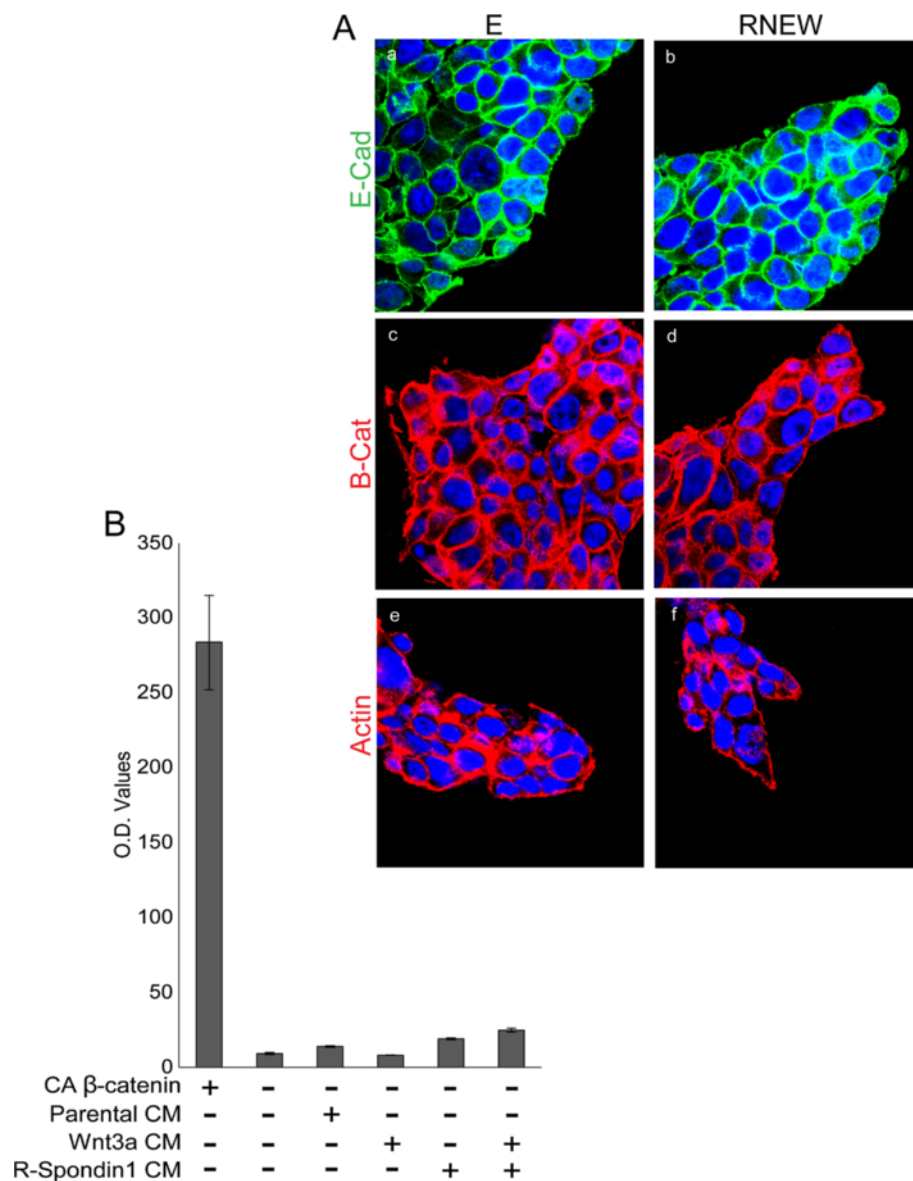 A E RNEW
a b
E-Cad
c d
B-Cat
e f
Actin
B
350
300
250
200
150
100
50
0
O.D. Values
CA β-catenin + - - - - -
Parental CM - - + - - -
Wnt3a CM - - - + - +
R-Spondin1 CM - - - - + +